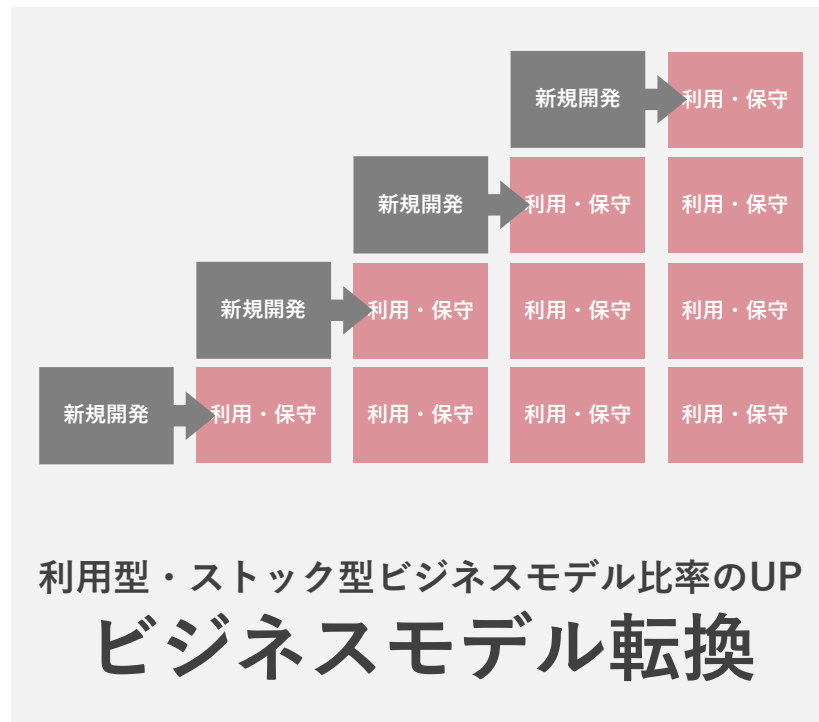 新規開発 利用・保守
新規開発 利用・保守 利用・保守
新規開発 利用・保守 利用・保守 利用・保守
新規開発 利用・保守 利用・保守 利用・保守 利用・保守
利用型・ストック型ビジネスモデル比率のUP
ビジネスモデル転換